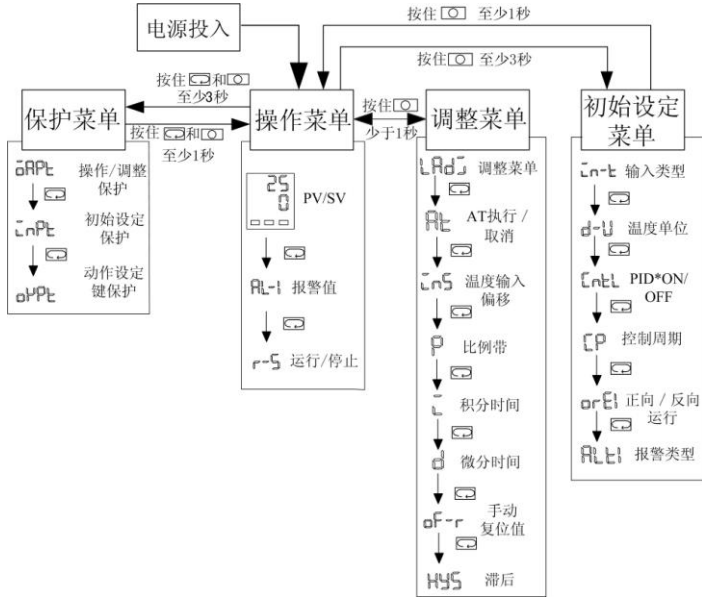 电源投入
按住 至少1秒
按住 至少3秒
按住 和
至少3秒
按住 和
至少1秒
按住
少于1秒
保护菜单
操作/调整
保护
初始设定
保护
动作设定
键保护
操作菜单
25
0
PV/SV
AL-1 报警值
r-S 运行/停止
调整菜单
LAdJ 调整菜单
At AT执行 /
取消
inS 温度输入
偏移
P 比例带
i 积分时间
d 微分时间
oF-r 手动
复位值
HYS 滞后
初始设定
菜单
in-t 输入类型
d-U 温度单位
CntL PID*ON/
OFF
CP 控制周期
orE1 正向 / 反向
运行
ALt1 报警类型